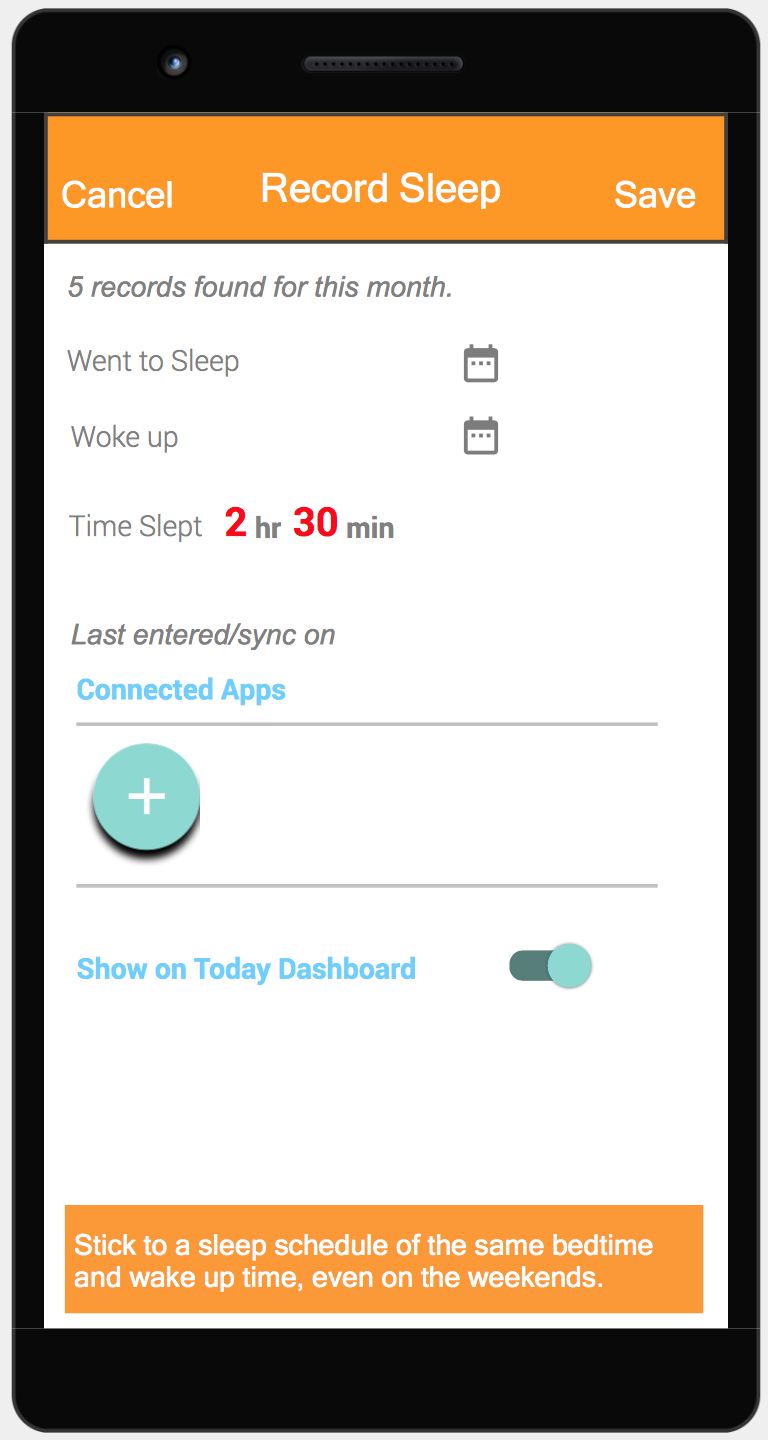 Cancel Record Sleep Save
5 records found for this month.
Went to Sleep
Woke up
Time Slept 2 hr 30 min
Last entered/sync on
Connected Apps
Show on Today Dashboard
Stick to a sleep schedule of the same bedtime
and wake up time, even on the weekends.